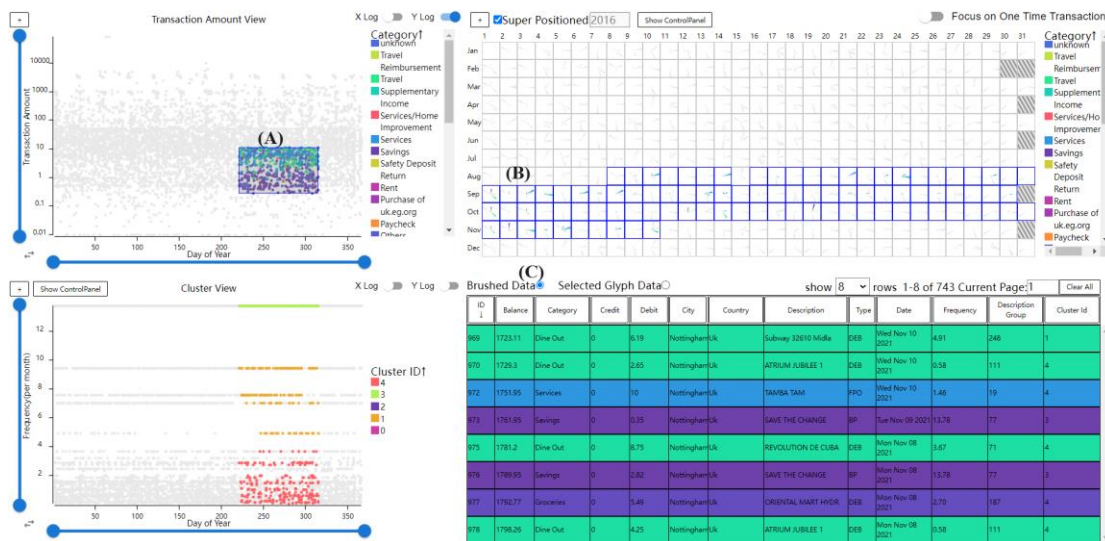 +
Transaction Amount View
X Log
Y Log
Category↑
unknown
Travel
Reimbursement
Travel
Supplementary
Income
Services/Home
Improvement
Services
Savings
Safety Deposit
Return
Rent
Purchase of
uk.eg.org
Paycheck
Others
Transaction Amount
10000
1000
100
10
1
0.1
0.01
(A)
50 100 150 200 250 300 350
Day of Year
+
Super Positioned
2016
Show ControlPanel
Focus on One Time Transaction
1 2 3 4 5 6 7 8 9 10 11 12 13 14 15 16 17 18 19 20 21 22 23 24 25 26 27 28 29 30 31
Jan
Feb
Mar
Apr
May
Jun
Jul
Aug
Sep
Oct
Nov
Dec
(B)
Category↑
unknown
Travel
Reimbursem
Travel
Supplement
Income
Services/Ho
Improvemer
Services
Savings
Safety
Deposit
Return
Rent
Purchase of
uk.eg.org
Paycheck
+
Show ControlPanel
Cluster View
X Log
Y Log
Frequency(per month)
12
10
8
6
4
2
50 100 150 200 250 300 350
Day of Year
Cluster ID↑
4
3
2
1
0
(C)
Brushed Data
Selected Glyph Data
show 8 rows 1-8 of 743 Current Page: 1
Clear All
ID ↓ Balance Category Credit Debit City Country Description Type Date Frequency Description Group Cluster Id
969 1723.11 Dine Out 0 6.19 Nottingham Uk Subway 32610 Midla DEB Wed Nov 10 2021 4.91 248 1
970 1729.3 Dine Out 0 2.65 Nottingham Uk ATRIUM JUBILEE 1 DEB Wed Nov 10 2021 0.58 111 4
972 1751.95 Services 0 10 Nottingham Uk TAMBA TAM FPO Wed Nov 10 2021 1.46 19 4
973 1761.95 Savings 0 0.35 Nottingham Uk SAVE THE CHANGE BP Tue Nov 09 2021 13.78 77 3
975 1781.2 Dine Out 0 8.75 Nottingham Uk REVOLUTION DE CUBA DEB Mon Nov 08 2021 3.67 71 4
976 1789.95 Savings 0 2.82 Nottingham Uk SAVE THE CHANGE BP Mon Nov 08 2021 13.78 77 3
977 1792.77 Groceries 0 5.49 Nottingham Uk ORIENTAL MART HYDR DEB Mon Nov 08 2021 2.70 187 4
978 1798.26 Dine Out 0 4.25 Nottingham Uk ATRIUM JUBILEE 1 DEB Mon Nov 08 2021 0.58 111 4